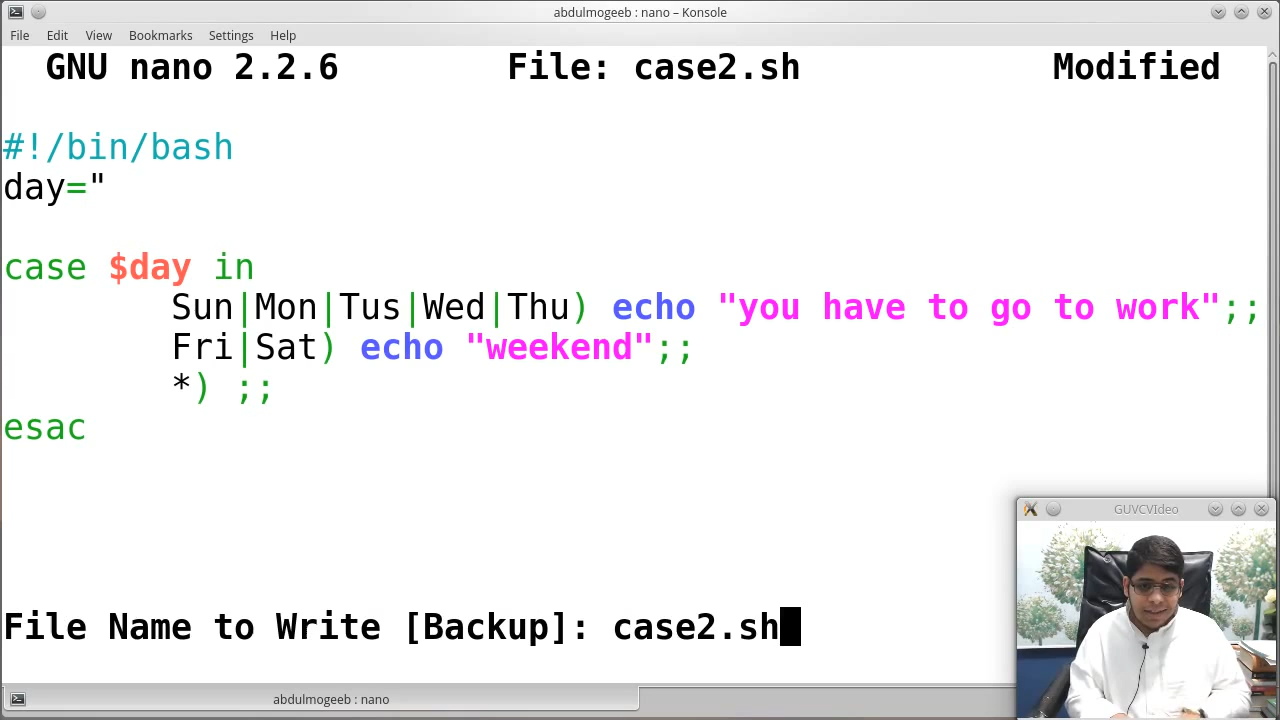 abdulmogeeb : nano – Konsole
File Edit View Bookmarks Settings Help
GNU nano 2.2.6 File: case2.sh Modified
#!/bin/bash
day="
case $day in
Sun|Mon|Tus|Wed|Thu) echo "you have to go to work";;
Fri|Sat) echo "weekend";;
*) ;;
esac
GUVCVIdeo
File Name to Write [Backup]: case2.sh
abdulmogeeb : nano